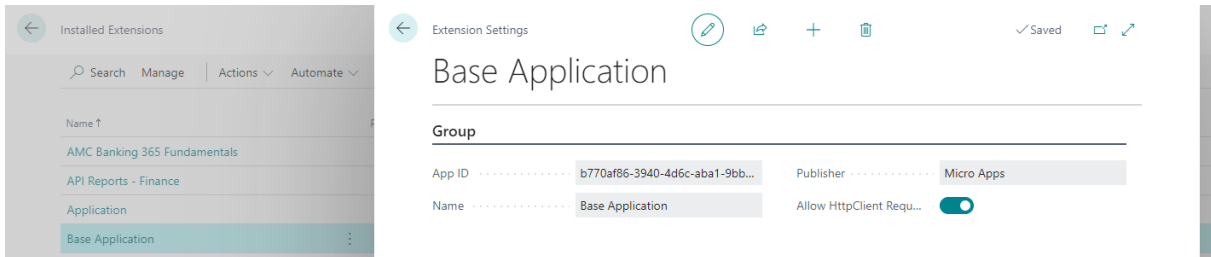 Installed Extensions
Search Manage Actions Automate
Name ↑
AMC Banking 365 Fundamentals
API Reports - Finance
Application
Base Application
Extension Settings
✓ Saved
Base Application
Group
App ID b770af86-3940-4d6c-aba1-9bb... Publisher Micro Apps
Name Base Application Allow HttpClient Requ...